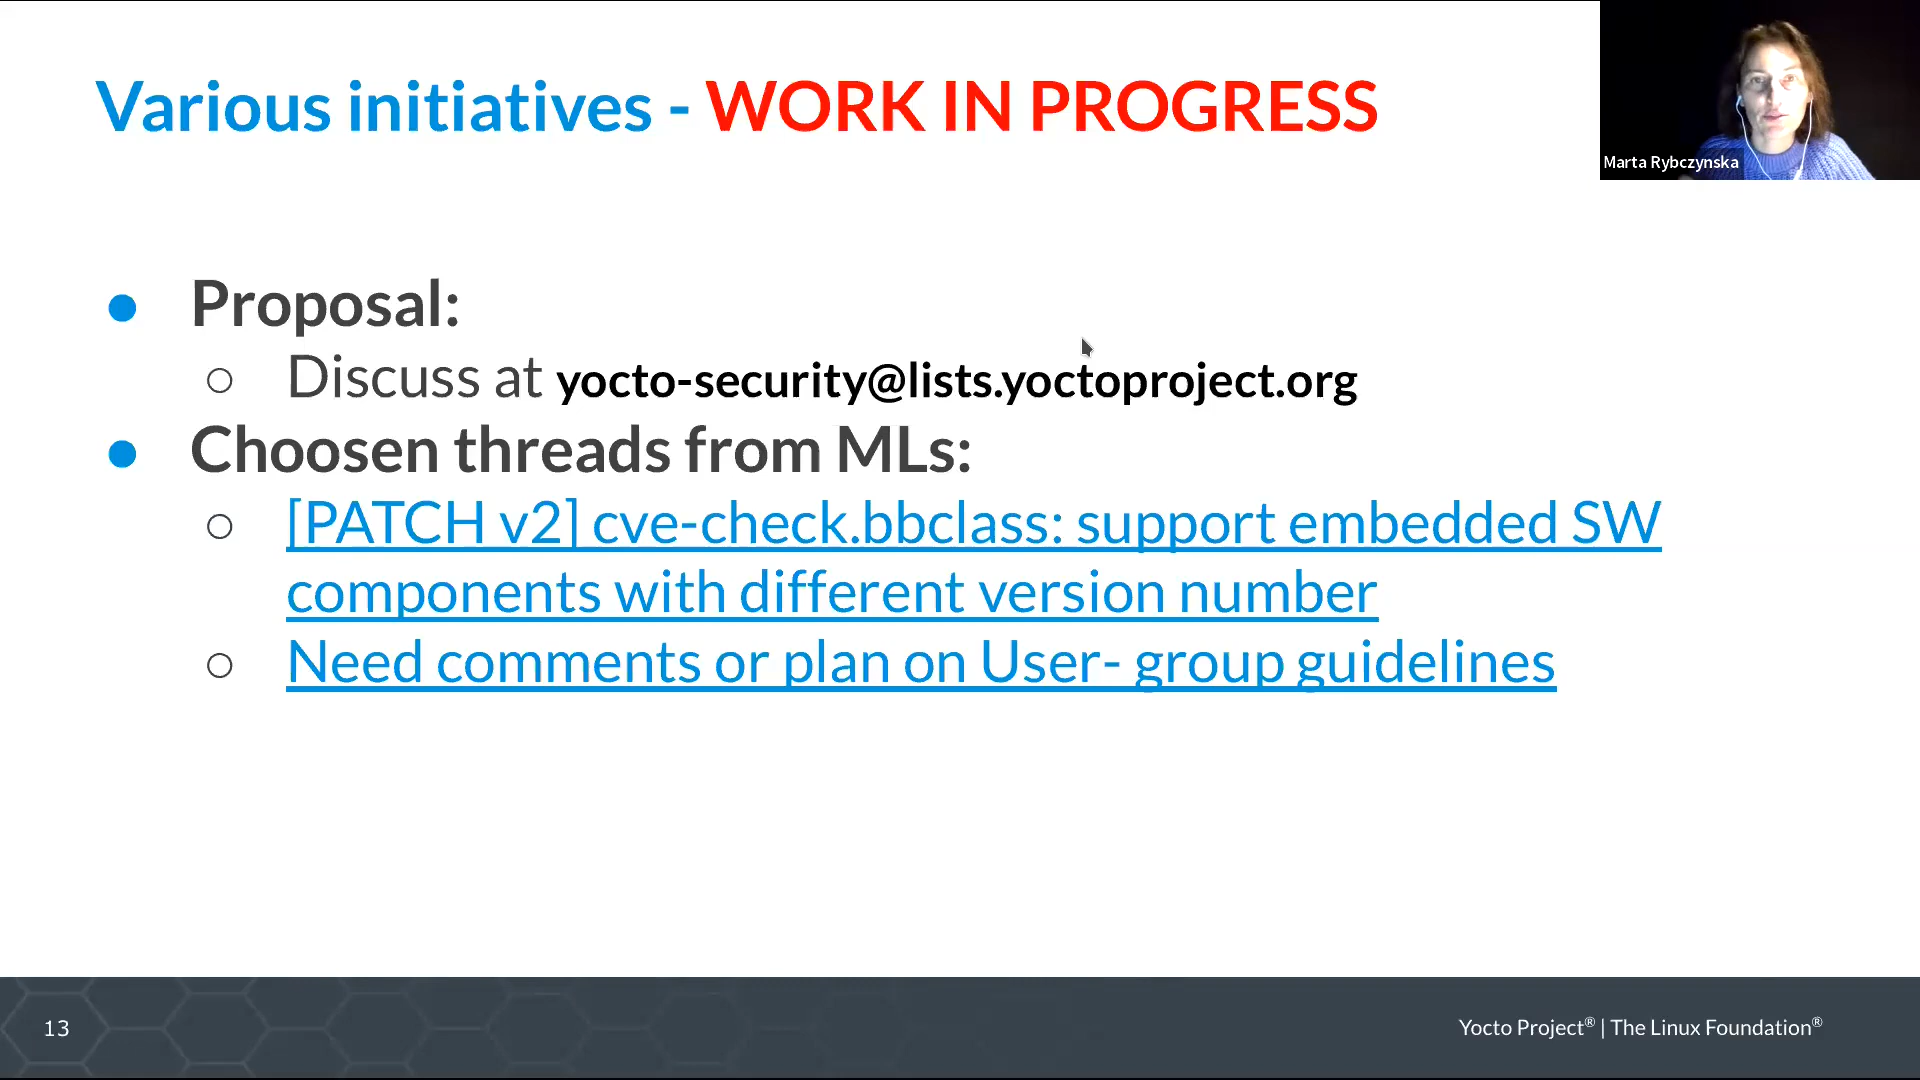 Various initiatives - WORK IN PROGRESS
Marta Rybczynska
● Proposal:
○ Discuss at yocto-security@lists.yoctoproject.org
● Choosen threads from MLs:
○ [PATCH v2] cve-check.bbclass: support embedded SW
components with different version number
○ Need comments or plan on User- group guidelines
13
Yocto Project® | The Linux Foundation®